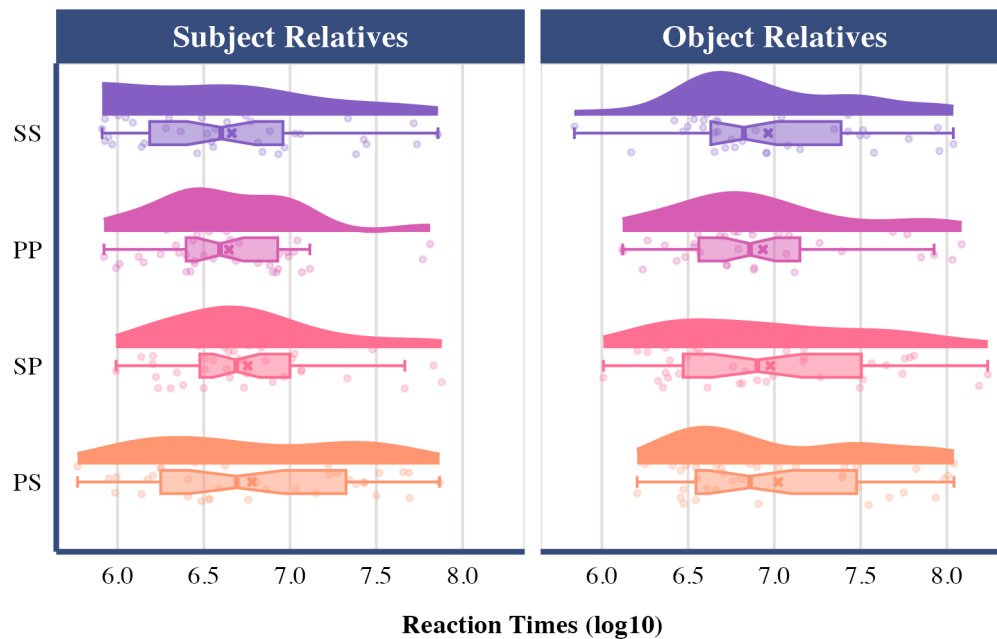 Subject Relatives
Object Relatives
SS
PP
SP
PS
6.0 6.5 7.0 7.5 8.0
6.0 6.5 7.0 7.5 8.0
Reaction Times (log10)